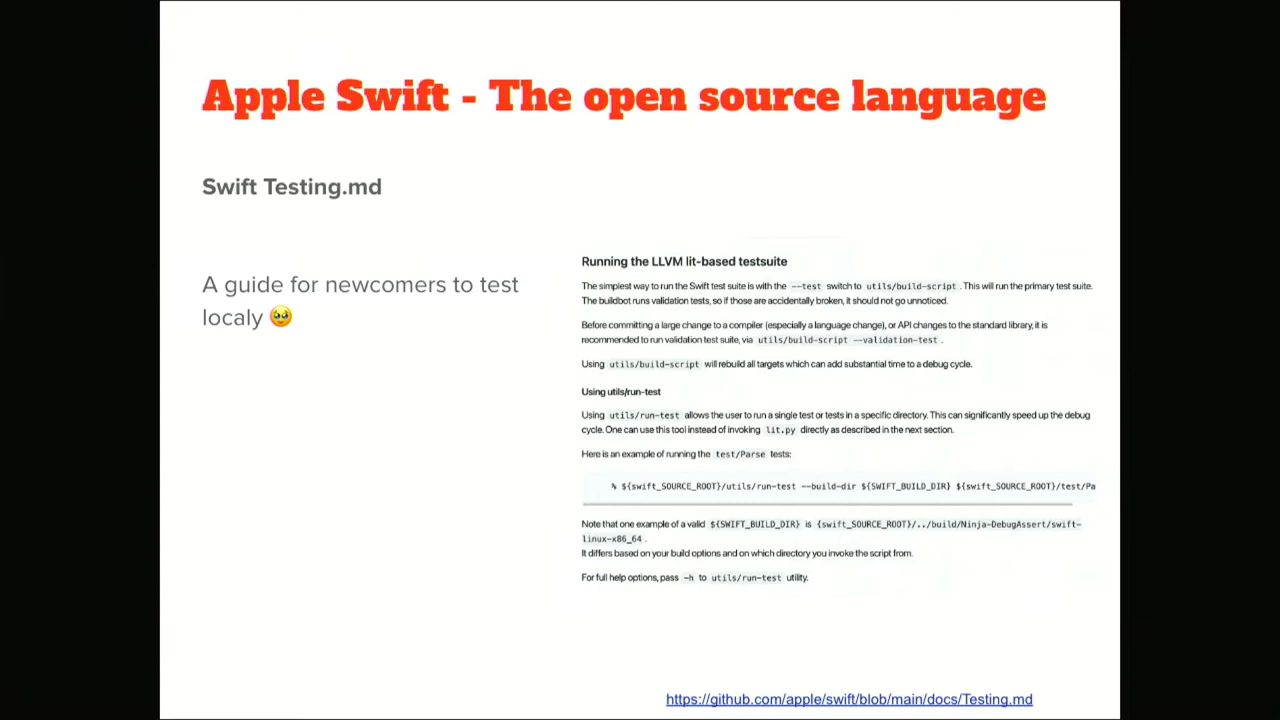 Apple Swift - The open source language
Swift Testing.md
A guide for newcomers to test
localy 🥹
Running the LLVM lit-based testsuite
The simplest way to run the Swift test suite is with the --test switch to utils/build-script . This will run the primary test suite.
The buildbot runs validation tests, so if those are accidentally broken, it should not go unnoticed.
Before committing a large change to a compiler (especially a language change), or API changes to the standard library, it is
recommended to run validation test suite, via utils/build-script --validation-test .
Using utils/build-script will rebuild all targets which can add substantial time to a debug cycle.
Using utils/run-test
Using utils/run-test allows the user to run a single test or tests in a specific directory. This can significantly speed up the debug
cycle. One can use this tool instead of invoking lit.py directly as described in the next section.
Here is an example of running the test/Parse tests:
% ${swift_SOURCE_ROOT}/utils/run-test --build-dir ${SWIFT_BUILD_DIR} ${swift_SOURCE_ROOT}/test/Pa
Note that one example of a valid ${SWIFT_BUILD_DIR} is {swift_SOURCE_ROOT}/../build/Ninja-DebugAssert/swift-
linux-x86_64 .
It differs based on your build options and on which directory you invoke the script from.
For full help options, pass -h to utils/run-test utility.
https://github.com/apple/swift/blob/main/docs/Testing.md